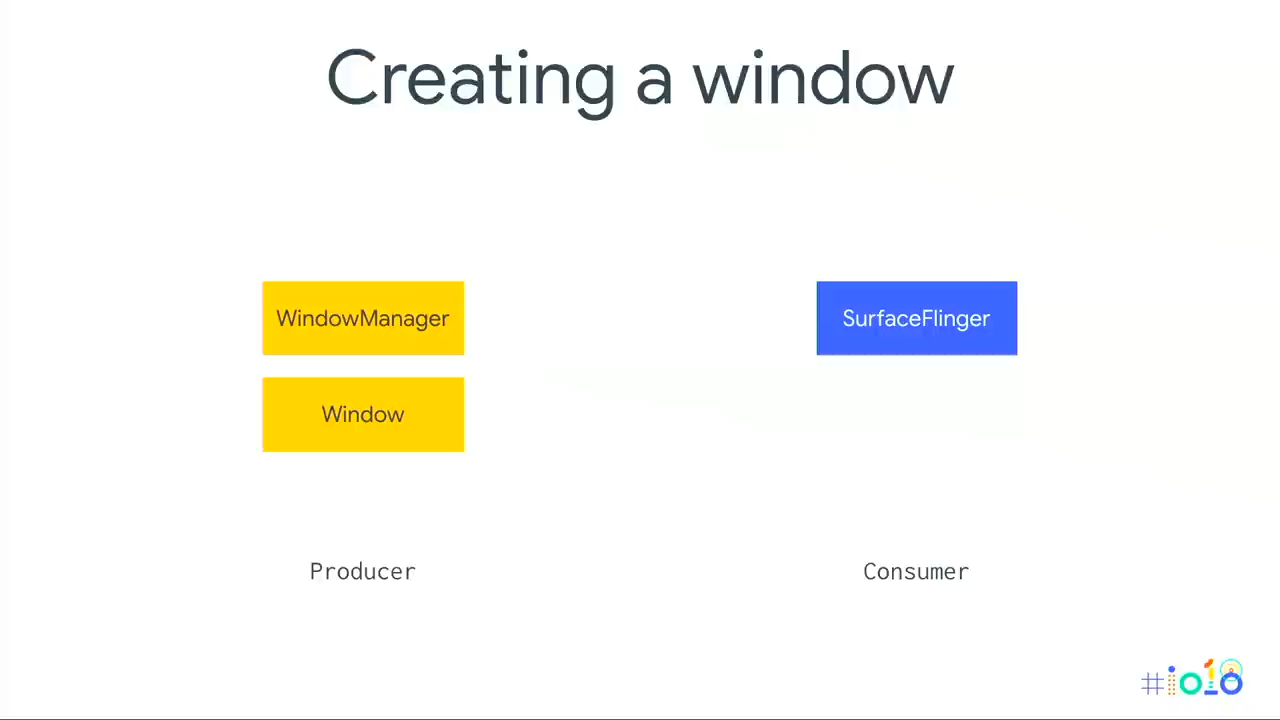 Creating a window
WindowManager
SurfaceFlinger
Window
Producer
Consumer
#io18